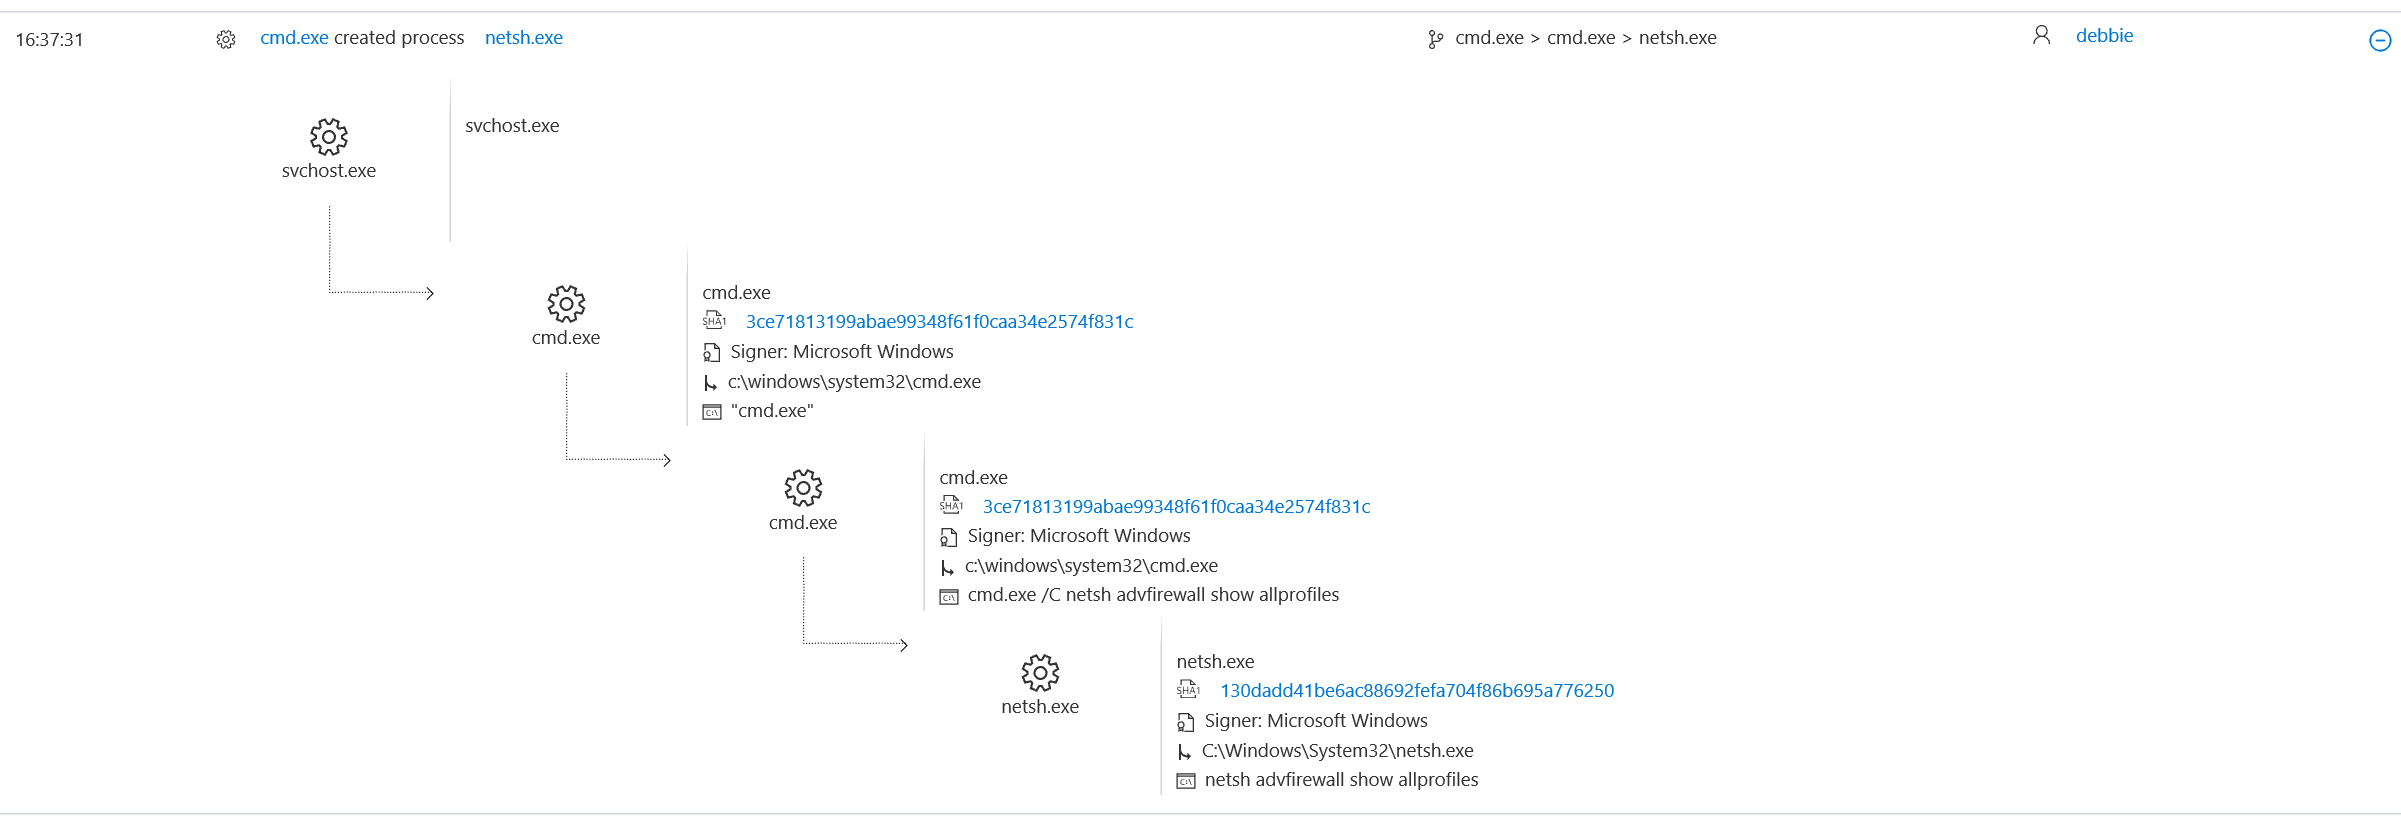 16:37:31 cmd.exe created process netsh.exe cmd.exe > cmd.exe > netsh.exe debbie
svchost.exe
svchost.exe
cmd.exe
SHA1 3ce71813199abae99348f61f0caa34e2574f831c
cmd.exe
Signer: Microsoft Windows
c:\windows\system32\cmd.exe
C:\ "cmd.exe"
cmd.exe
SHA1 3ce71813199abae99348f61f0caa34e2574f831c
cmd.exe
Signer: Microsoft Windows
c:\windows\system32\cmd.exe
C:\ cmd.exe /C netsh advfirewall show allprofiles
netsh.exe
SHA1 130dadd41be6ac88692fefa704f86b695a776250
netsh.exe
Signer: Microsoft Windows
C:\Windows\System32\netsh.exe
C:\ netsh advfirewall show allprofiles